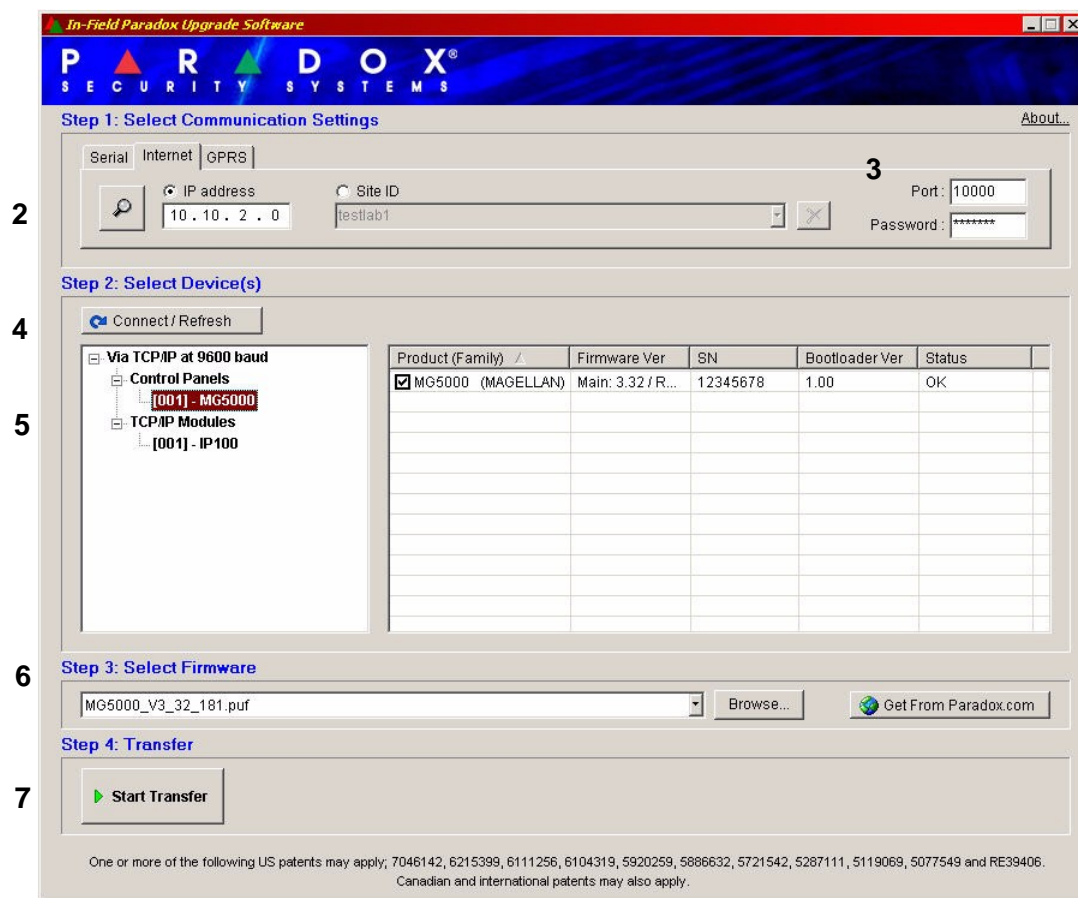 In-Field Paradox Upgrade Software
PARADOX®
SECURITY SYSTEMS
Step 1: Select Communication Settings
About...
Serial Internet GPRS
3
2
IP address
Site ID
Port : 10000
10 . 10 . 2 . 0
testlab1
Password : *******
Step 2: Select Device(s)
4
Connect / Refresh
Via TCP/IP at 9600 baud
Control Panels
[001] - MG5000
5
TCP/IP Modules
[001] - IP100
Product (Family) Firmware Ver SN Bootloader Ver Status
MG5000 (MAGELLAN) Main: 3.32 / R... 12345678 1.00 OK
6
Step 3: Select Firmware
MG5000_V3_32_181.puf
Browse...
Get From Paradox.com
Step 4: Transfer
7
Start Transfer
One or more of the following US patents may apply; 7046142, 6215399, 6111256, 6104319, 5920259, 5886632, 5721542, 5287111, 5119069, 5077549 and RE39406.
Canadian and international patents may also apply.